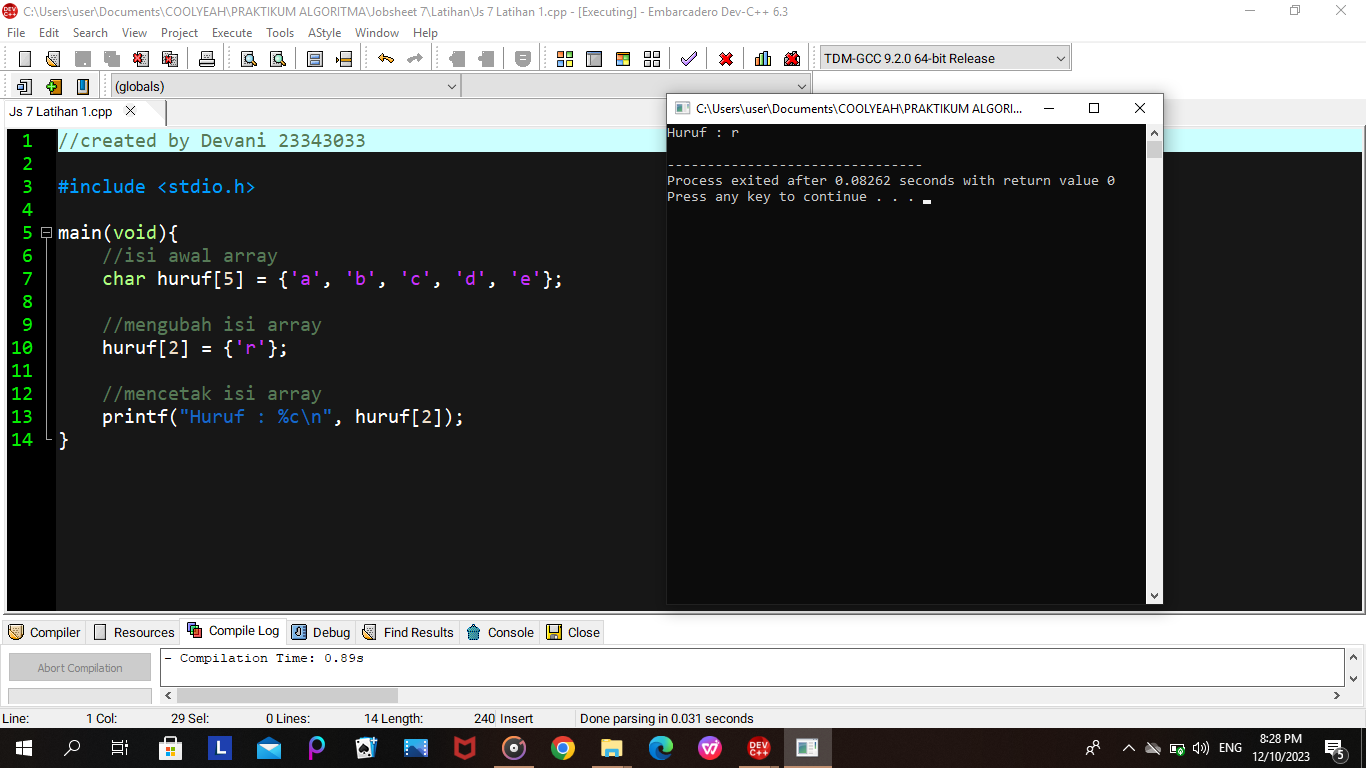 C:\Users\user\Documents\COOLYEAH\PRAKTIKUM ALGORITMA\Jobsheet 7\Latihan\Js 7 Latihan 1.cpp - [Executing] - Embarcadero Dev-C++ 6.3
File Edit Search View Project Execute Tools AStyle Window Help
TDM-GCC 9.2.0 64-bit Release
(globals)
Js 7 Latihan 1.cpp
1 //created by Devani 23343033
2
3 #include <stdio.h>
4
5 main(void){
6 //isi awal array
7 char huruf[5] = {'a', 'b', 'c', 'd', 'e'};
8
9 //mengubah isi array
10 huruf[2] = {'r'};
11
12 //mencetak isi array
13 printf("Huruf : %c\n", huruf[2]);
14 }
C:\Users\user\Documents\COOLYEAH\PRAKTIKUM ALGORI...
Huruf : r
--------------------------------
Process exited after 0.08262 seconds with return value 0
Press any key to continue . . .
Compiler Resources Compile Log Debug Find Results Console Close
Abort Compilation
- Compilation Time: 0.89s
Line: 1 Col: 29 Sel: 0 Lines: 14 Length: 240 Insert Done parsing in 0.031 seconds
L
DEV C++
ENG
8:28 PM
12/10/2023
5